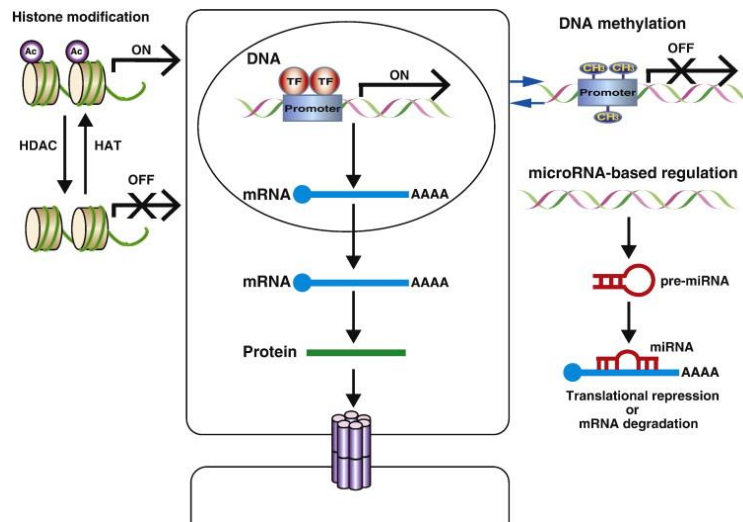 Histone modification
Ac
Ac
ON
HDAC
HAT
OFF
DNA
TF
TF
Promoter
ON
mRNA
AAAA
mRNA
AAAA
Protein
DNA methylation
OFF
CH3
CH3
Promoter
CH3
microRNA-based regulation
pre-miRNA
miRNA
AAAA
Translational repression
or
mRNA degradation